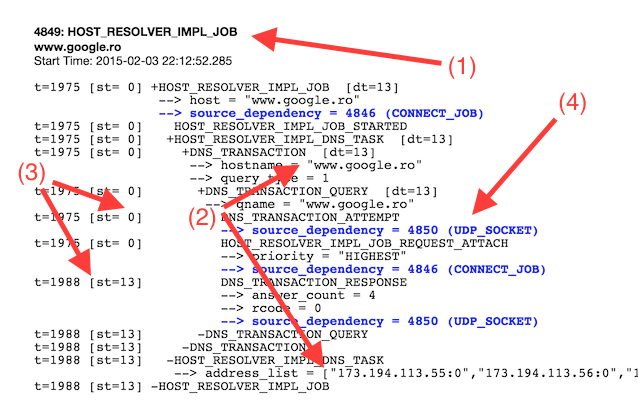 4849: HOST_RESOLVER_IMPL_JOB
www.google.ro
Start Time: 2015-02-03 22:12:52.285
(1)
t=1975 [st= 0] +HOST_RESOLVER_IMPL_JOB [dt=13]
--> host = "www.google.ro"
(4)
--> source_dependency = 4846 (CONNECT_JOB)
t=1975 [st= 0] HOST_RESOLVER_IMPL_JOB_STARTED
t=1975 [st= 0] +HOST_RESOLVER_IMPL_DNS_TASK [dt=13]
t=1975 [st= 0] +DNS_TRANSACTION [dt=13]
--> hostname = "www.google.ro"
(3)
--> query_type = 1
t=1975 [st= 0] +DNS_TRANSACTION_QUERY [dt=13]
--> qname = "www.google.ro"
(2)
t=1975 [st= 0] DNS_TRANSACTION_ATTEMPT
--> source_dependency = 4850 (UDP_SOCKET)
t=1975 [st= 0] HOST_RESOLVER_IMPL_JOB_REQUEST_ATTACH
--> priority = "HIGHEST"
--> source_dependency = 4846 (CONNECT_JOB)
t=1988 [st=13] DNS_TRANSACTION_RESPONSE
--> answer_count = 4
--> rcode = 0
--> source_dependency = 4850 (UDP_SOCKET)
t=1988 [st=13] -DNS_TRANSACTION_QUERY
t=1988 [st=13] -DNS_TRANSACTION
t=1988 [st=13] -HOST_RESOLVER_IMPL_DNS_TASK
--> address_list = ["173.194.113.55:0","173.194.113.56:0","1
t=1988 [st=13] -HOST_RESOLVER_IMPL_JOB